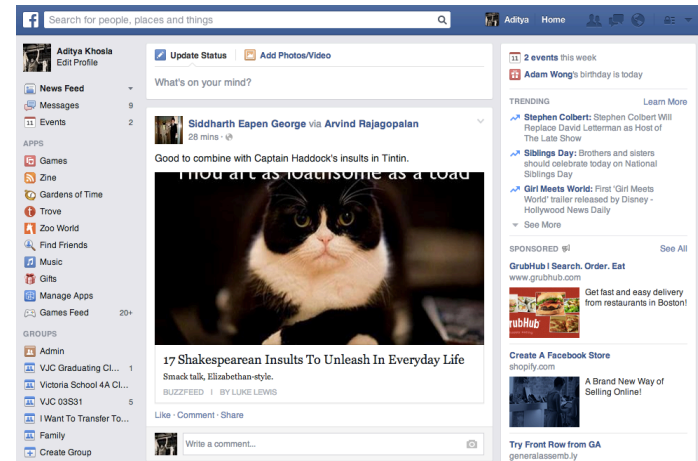 f
Search for people, places and things
Aditya
Home
Aditya Khosla
Edit Profile
News Feed
Messages 9
Events 2
APPS
Games
Zine
Gardens of Time
Trove
Zoo World
Find Friends
Music
Gifts
Manage Apps
Games Feed 20+
GROUPS
Admin
VJC Graduating Cl... 1
Victoria School 4A Cl...
VJC 03S31 5
I Want To Transfer To...
Family
Create Group
Update Status
Add Photos/Video
What's on your mind?
Siddharth Eapen George via Arvind Rajagopalan
28 mins ·
Good to combine with Captain Haddock's insults in Tintin.
Thou art as loathsome as a toad
17 Shakespearean Insults To Unleash In Everyday Life
Smack talk, Elizabethan-style.
BUZZFEED | BY LUKE LEWIS
Like · Comment · Share
Write a comment...
11 2 events this week
Adam Wong's birthday is today
TRENDING Learn More
Stephen Colbert: Stephen Colbert Will
Replace David Letterman as Host of
The Late Show
Siblings Day: Brothers and sisters
should celebrate today on National
Siblings Day
Girl Meets World: First 'Girl Meets
World' trailer released by Disney -
Hollywood News Daily
See More
SPONSORED See All
GrubHub | Search. Order. Eat
www.grubhub.com
Get fast and easy delivery
from restaurants in Boston!
rubHub
Create A Facebook Store
shopify.com
A Brand New Way of
Selling Online!
Try Front Row from GA
generalassemb.ly